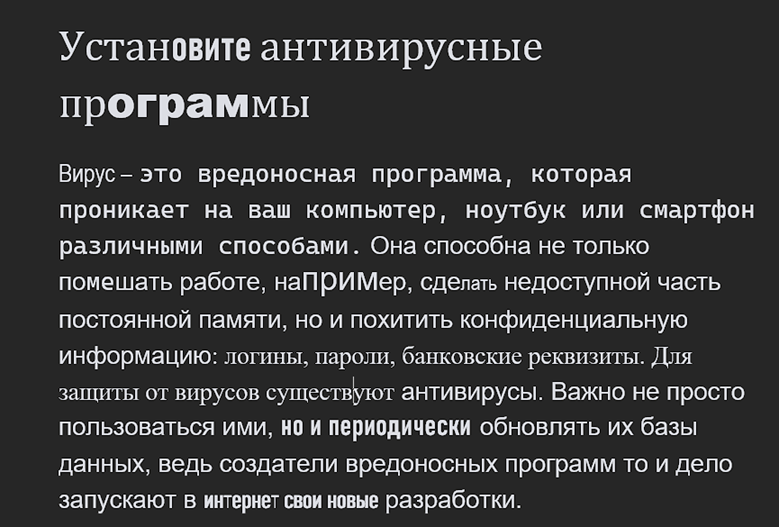 Установите антивирусные
программы
Вирус – это вредоносная программа, которая
проникает на ваш компьютер, ноутбук или смартфон
различными способами. Она способна не только
помешать работе, например, сделать недоступной часть
постоянной памяти, но и похитить конфиденциальную
информацию: логины, пароли, банковские реквизиты. Для
защиты от вирусов существуют антивирусы. Важно не просто
пользоваться ими, но и периодически обновлять их базы
данных, ведь создатели вредоносных программ то и дело
запускают в интернет свои новые разработки.